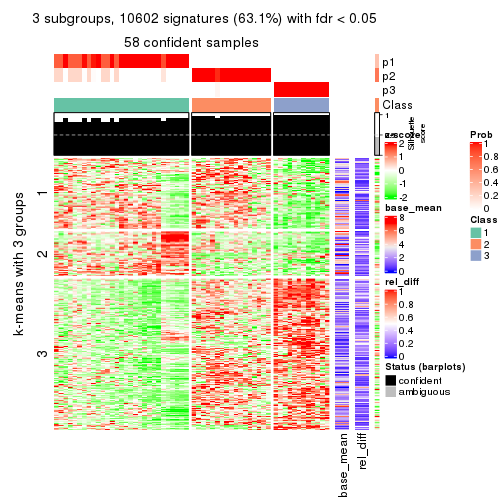 3 subgroups, 10602 signatures (63.1%) with fdr < 0.05
58 confident samples
p1
p2
p3
Class
1
Silhouette
score
k-means with 3 groups
1
2
3
base_mean
rel_diff
z-score
2
1
0
-2
base_mean
8
6
4
2
0
rel_diff
1
0.8
0.6
0.4
0.2
0
Status (barplots)
confident
ambiguous
Prob
1
0.8
0.6
0.4
0.2
0
Class
1
2
3